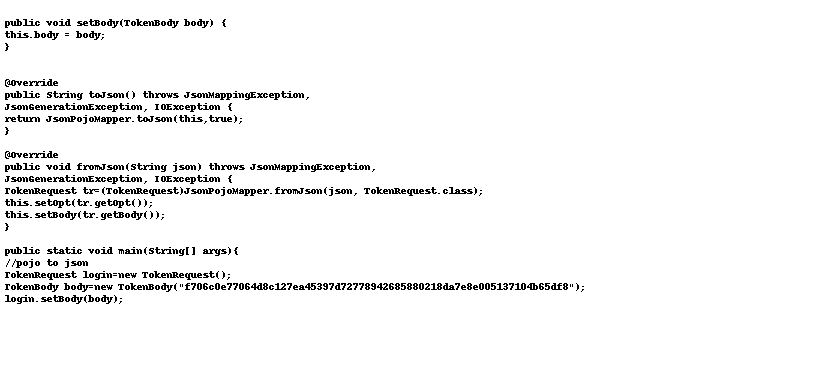 public void setBody(TokenBody body) {
this.body = body;
}
@Override
public String toJson() throws JsonMappingException,
JsonGenerationException, IOException {
return JsonPojoMapper.toJson(this,true);
}
@Override
public void fromJson(String json) throws JsonMappingException,
JsonGenerationException, IOException {
TokenRequest tr=(TokenRequest)JsonPojoMapper.fromJson(json, TokenRequest.class);
this.setOpt(tr.getOpt());
this.setBody(tr.getBody());
}
public static void main(String[] args){
//pojo to json
TokenRequest login=new TokenRequest();
TokenBody body=new TokenBody("f706c0e77064d8c127ea45397d72778942685880218da7e8e005137104b65df8");
login.setBody(body);